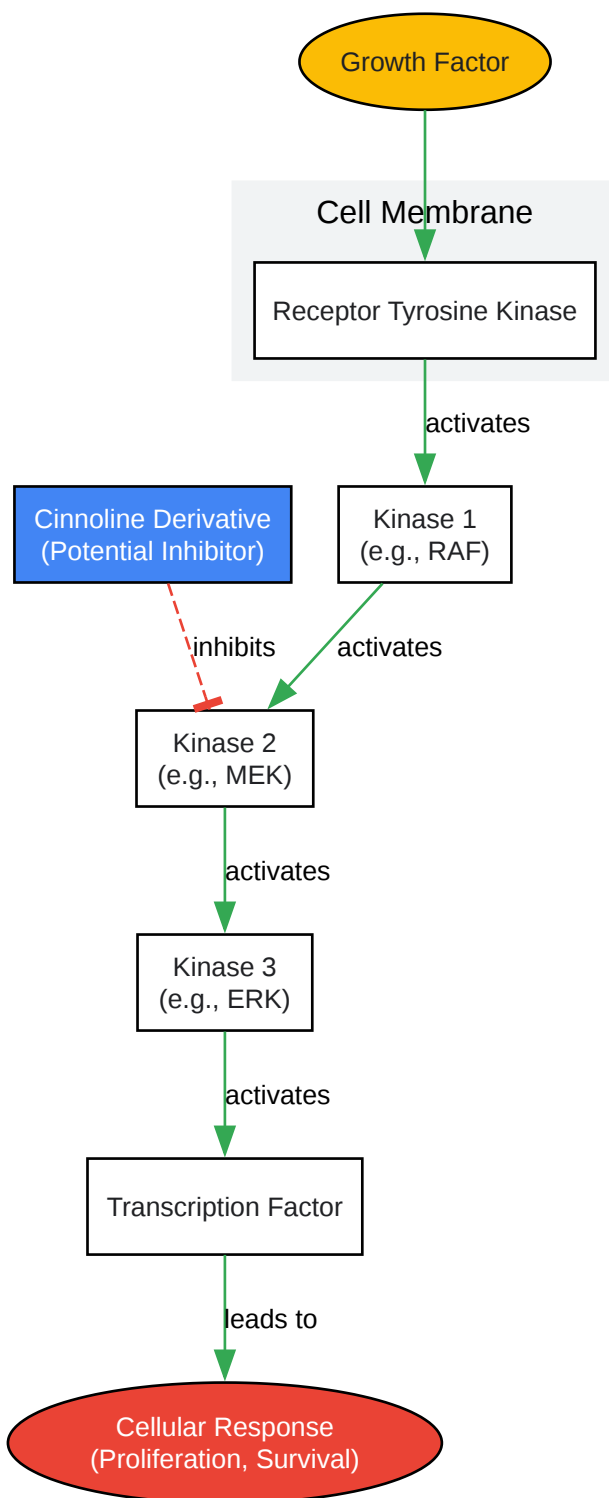 Growth Factor
Cell Membrane
Receptor Tyrosine Kinase
activates
Cinnoline Derivative
(Potential Inhibitor)
Kinase 1
(e.g., RAF)
inhibits
activates
Kinase 2
(e.g., MEK)
activates
Kinase 3
(e.g., ERK)
activates
Transcription Factor
leads to
Cellular Response
(Proliferation, Survival)